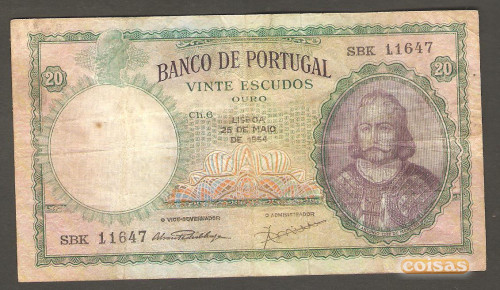 SBK 11647
20
20
BANCO DE PORTUGAL
VINTE ESCUDOS
OURO
Ch.6
LISBOA
25 DE MAIO
DE 1954
O VICE-GOVERNADOR
O ADMINISTRADOR
SBK 11647
coisas